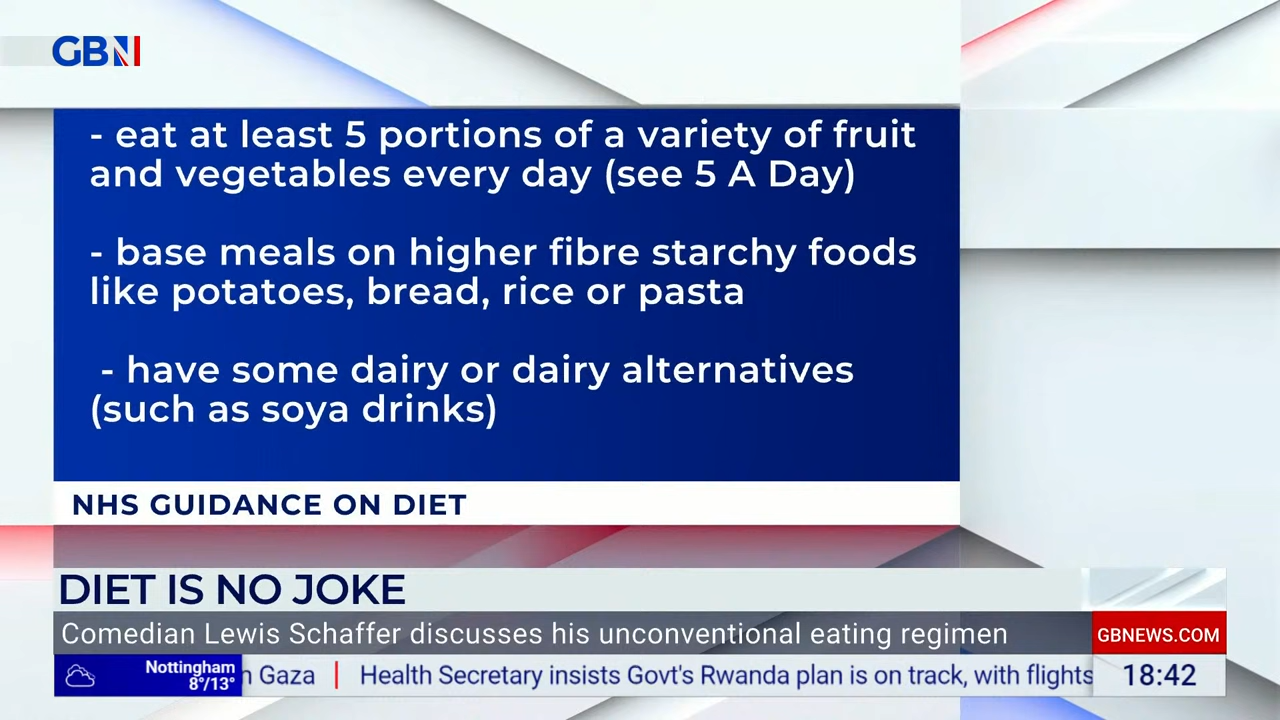 GBN
- eat at least 5 portions of a variety of fruit
and vegetables every day (see 5 A Day)
- base meals on higher fibre starchy foods
like potatoes, bread, rice or pasta
- have some dairy or dairy alternatives
(such as soya drinks)
NHS GUIDANCE ON DIET
DIET IS NO JOKE
Comedian Lewis Schaffer discusses his unconventional eating regimen
GBNEWS.COM
Nottingham
8°/13°
n Gaza | Health Secretary insists Govt's Rwanda plan is on track, with flights
18:42